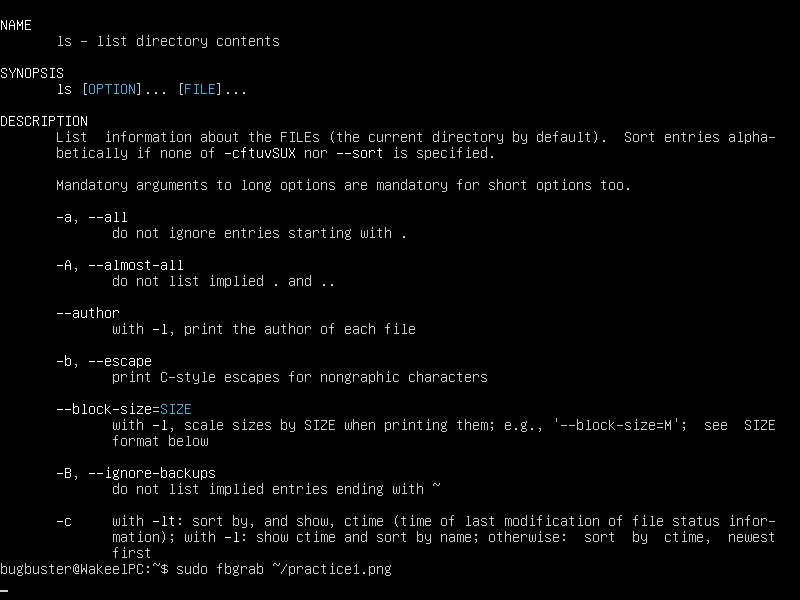 NAME
ls - list directory contents
SYNOPSIS
ls [OPTION]... [FILE]...
DESCRIPTION
List  information about the FILEs (the current directory by default).  Sort entries alpha-
betically if none of -cftuvSUX nor --sort is specified.
Mandatory arguments to long options are mandatory for short options too.
-a, --all
do not ignore entries starting with .
-A, --almost-all
do not list implied . and ..
--author
with -l, print the author of each file
-b, --escape
print C-style escapes for nongraphic characters
--block-size=SIZE
with -l, scale sizes by SIZE when printing them; e.g., '--block-size=M';  see  SIZE
format below
-B, --ignore-backups
do not list implied entries ending with ~
-c     with -lt: sort by, and show, ctime (time of last modification of file status infor-
mation); with -l: show ctime and sort by name; otherwise:  sort  by  ctime,  newest
first
bugbuster@WakeelPC:~$ sudo fbgrab ~/practice1.png